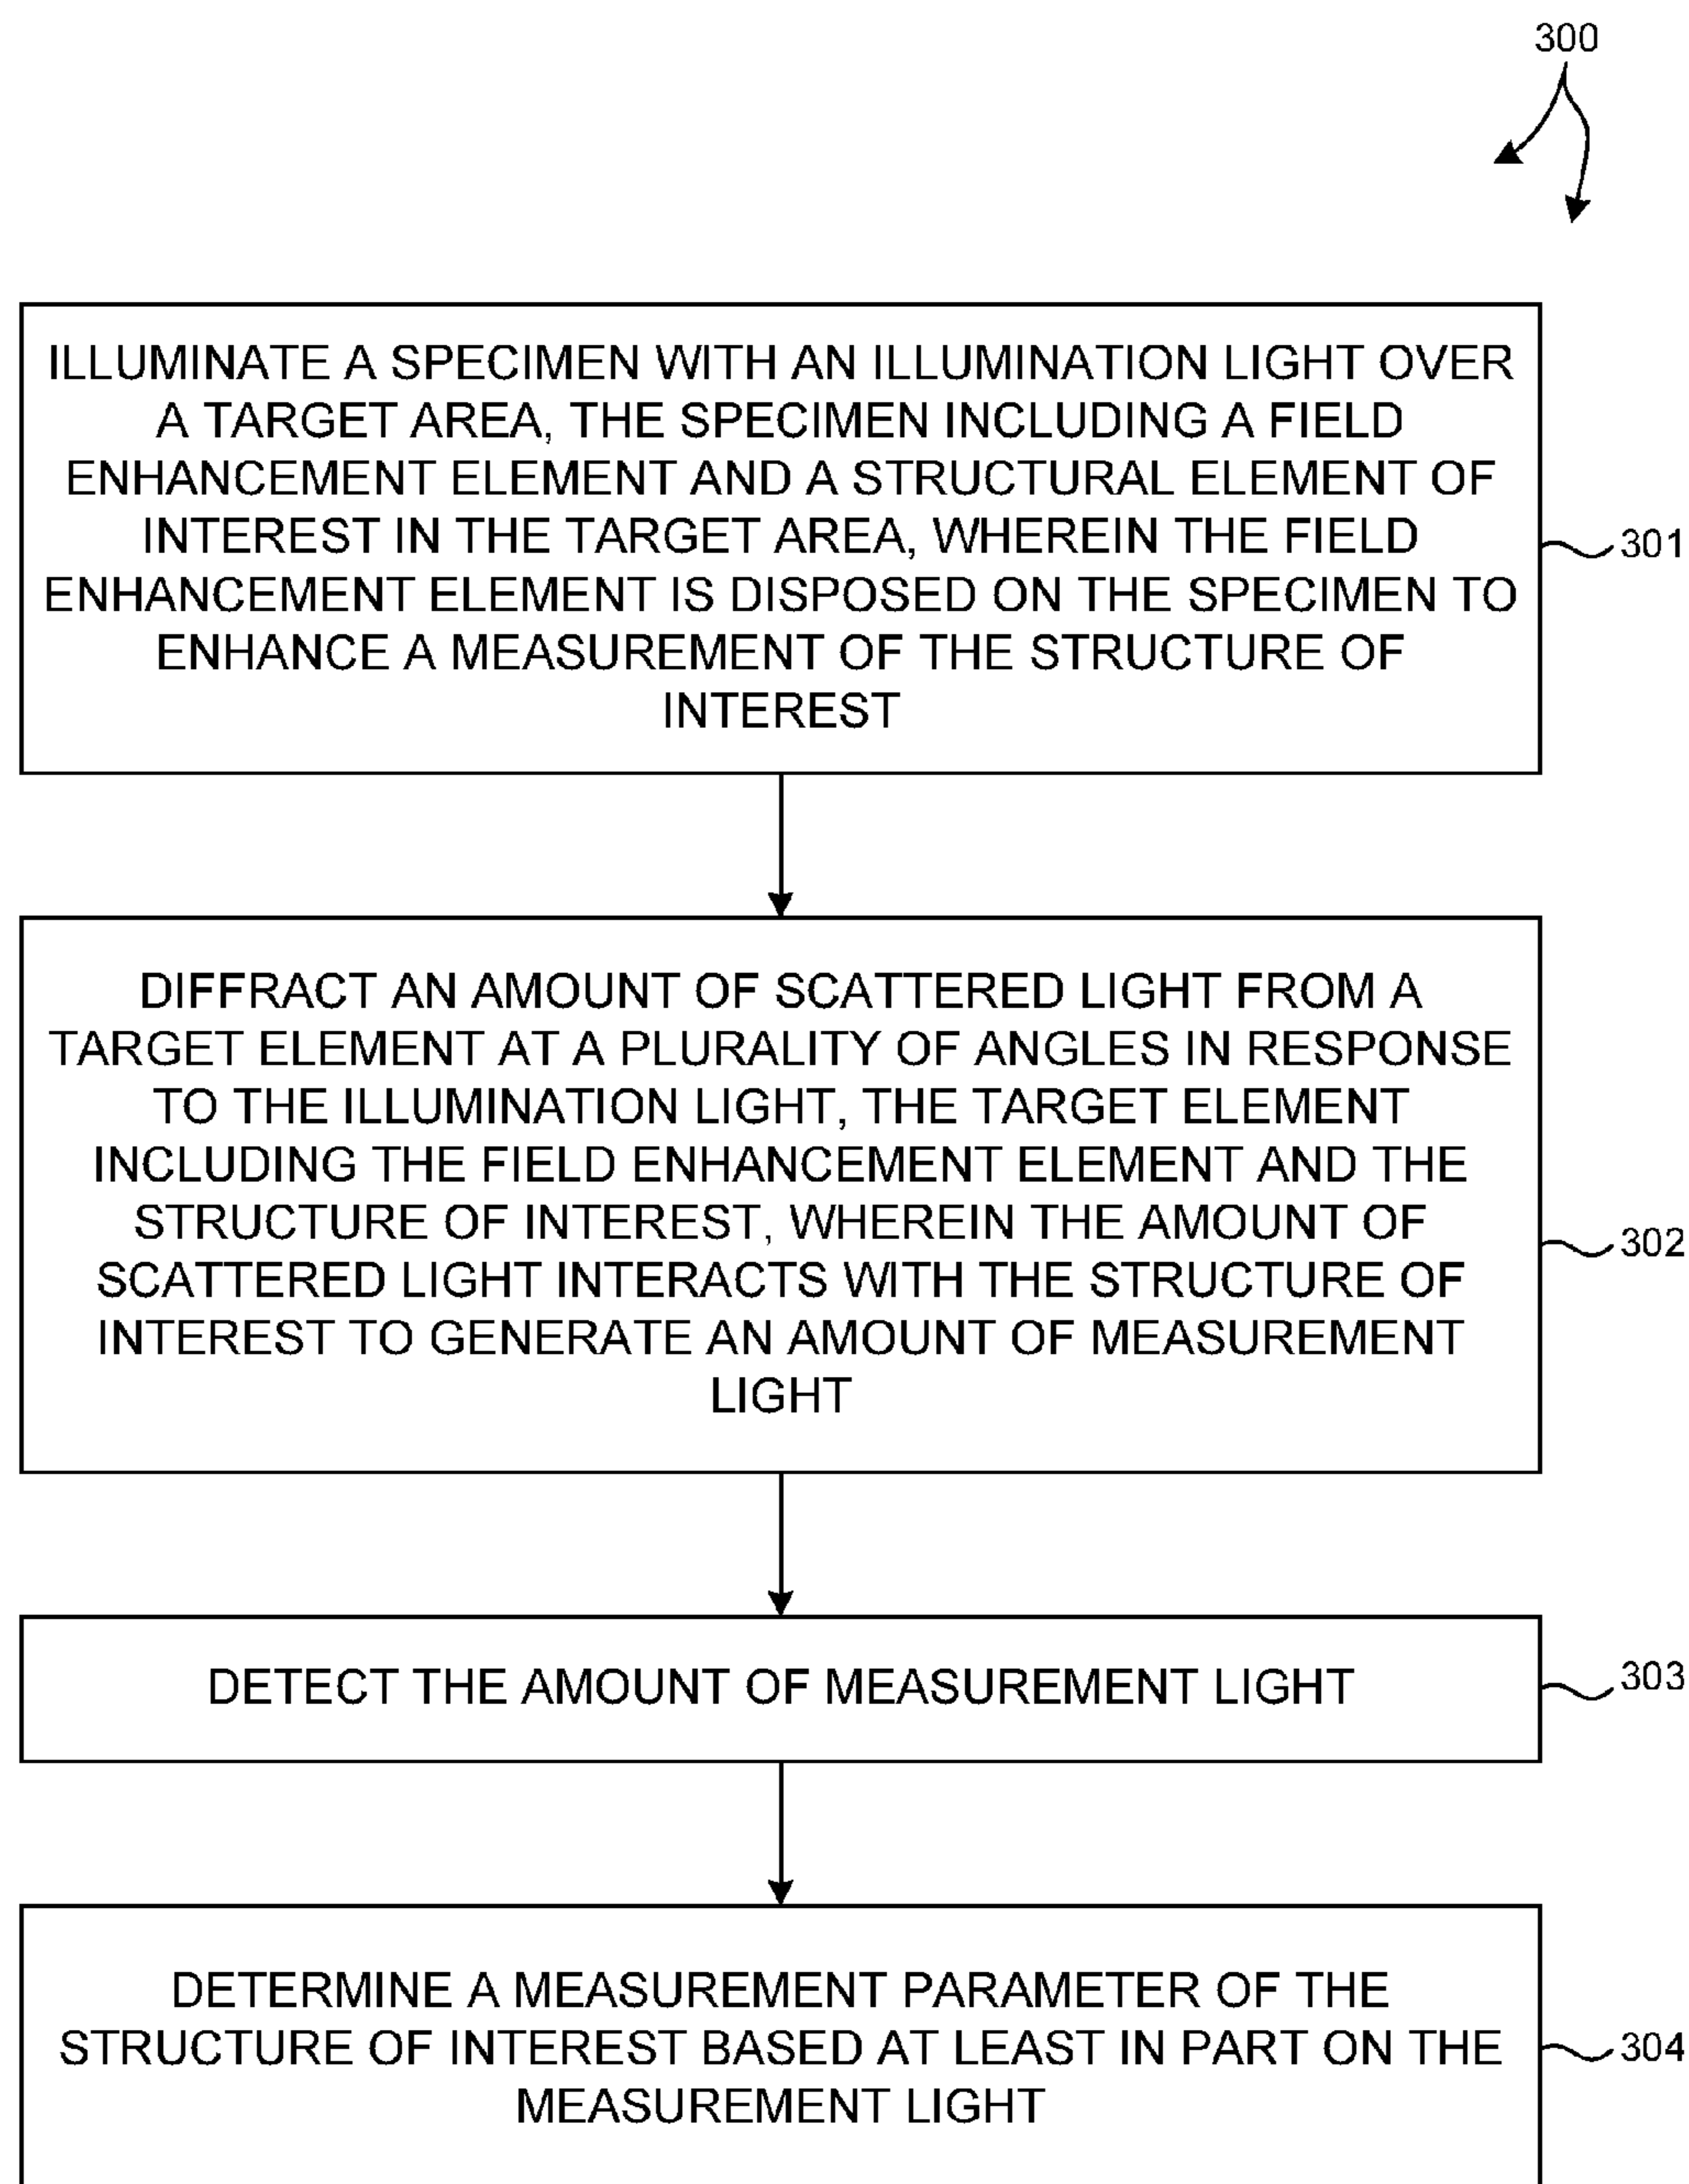 300
ILLUMINATE A SPECIMEN WITH AN ILLUMINATION LIGHT OVER
A TARGET AREA, THE SPECIMEN INCLUDING A FIELD
ENHANCEMENT ELEMENT AND A STRUCTURAL ELEMENT OF
INTEREST IN THE TARGET AREA, WHEREIN THE FIELD
ENHANCEMENT ELEMENT IS DISPOSED ON THE SPECIMEN TO
ENHANCE A MEASUREMENT OF THE STRUCTURE OF
INTEREST
301
DIFFRACT AN AMOUNT OF SCATTERED LIGHT FROM A
TARGET ELEMENT AT A PLURALITY OF ANGLES IN RESPONSE
TO THE ILLUMINATION LIGHT, THE TARGET ELEMENT
INCLUDING THE FIELD ENHANCEMENT ELEMENT AND THE
STRUCTURE OF INTEREST, WHEREIN THE AMOUNT OF
SCATTERED LIGHT INTERACTS WITH THE STRUCTURE OF
INTEREST TO GENERATE AN AMOUNT OF MEASUREMENT
LIGHT
302
DETECT THE AMOUNT OF MEASUREMENT LIGHT
303
DETERMINE A MEASUREMENT PARAMETER OF THE
STRUCTURE OF INTEREST BASED AT LEAST IN PART ON THE
MEASUREMENT LIGHT
304